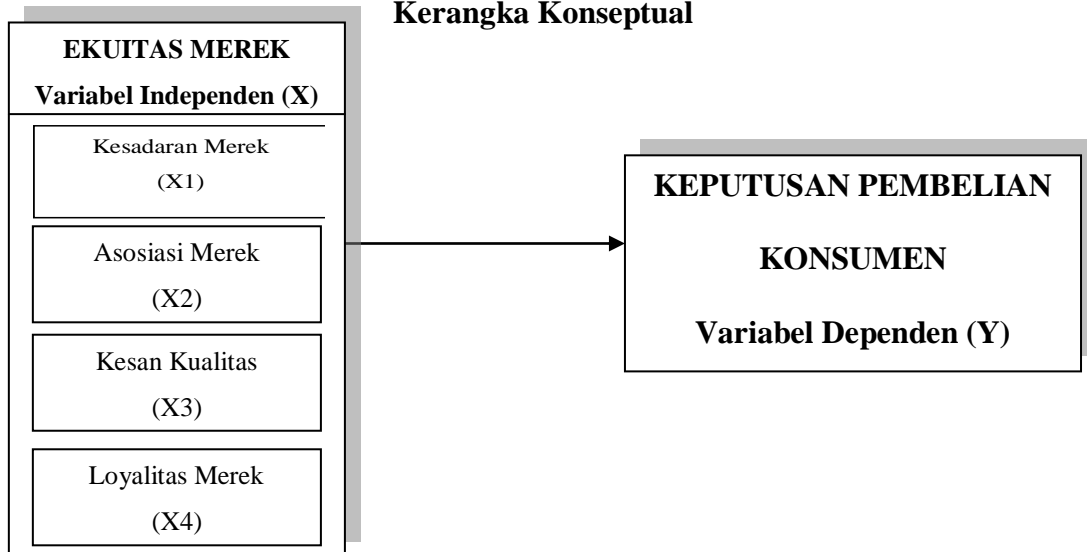 Kerangka Konseptual
EKUITAS MEREK
Variabel Independen (X)
Kesadaran Merek
(X1)
Asosiasi Merek
(X2)
Kesan Kualitas
(X3)
Loyalitas Merek
(X4)
KEPUTUSAN PEMBELIAN
KONSUMEN
Variabel Dependen (Y)